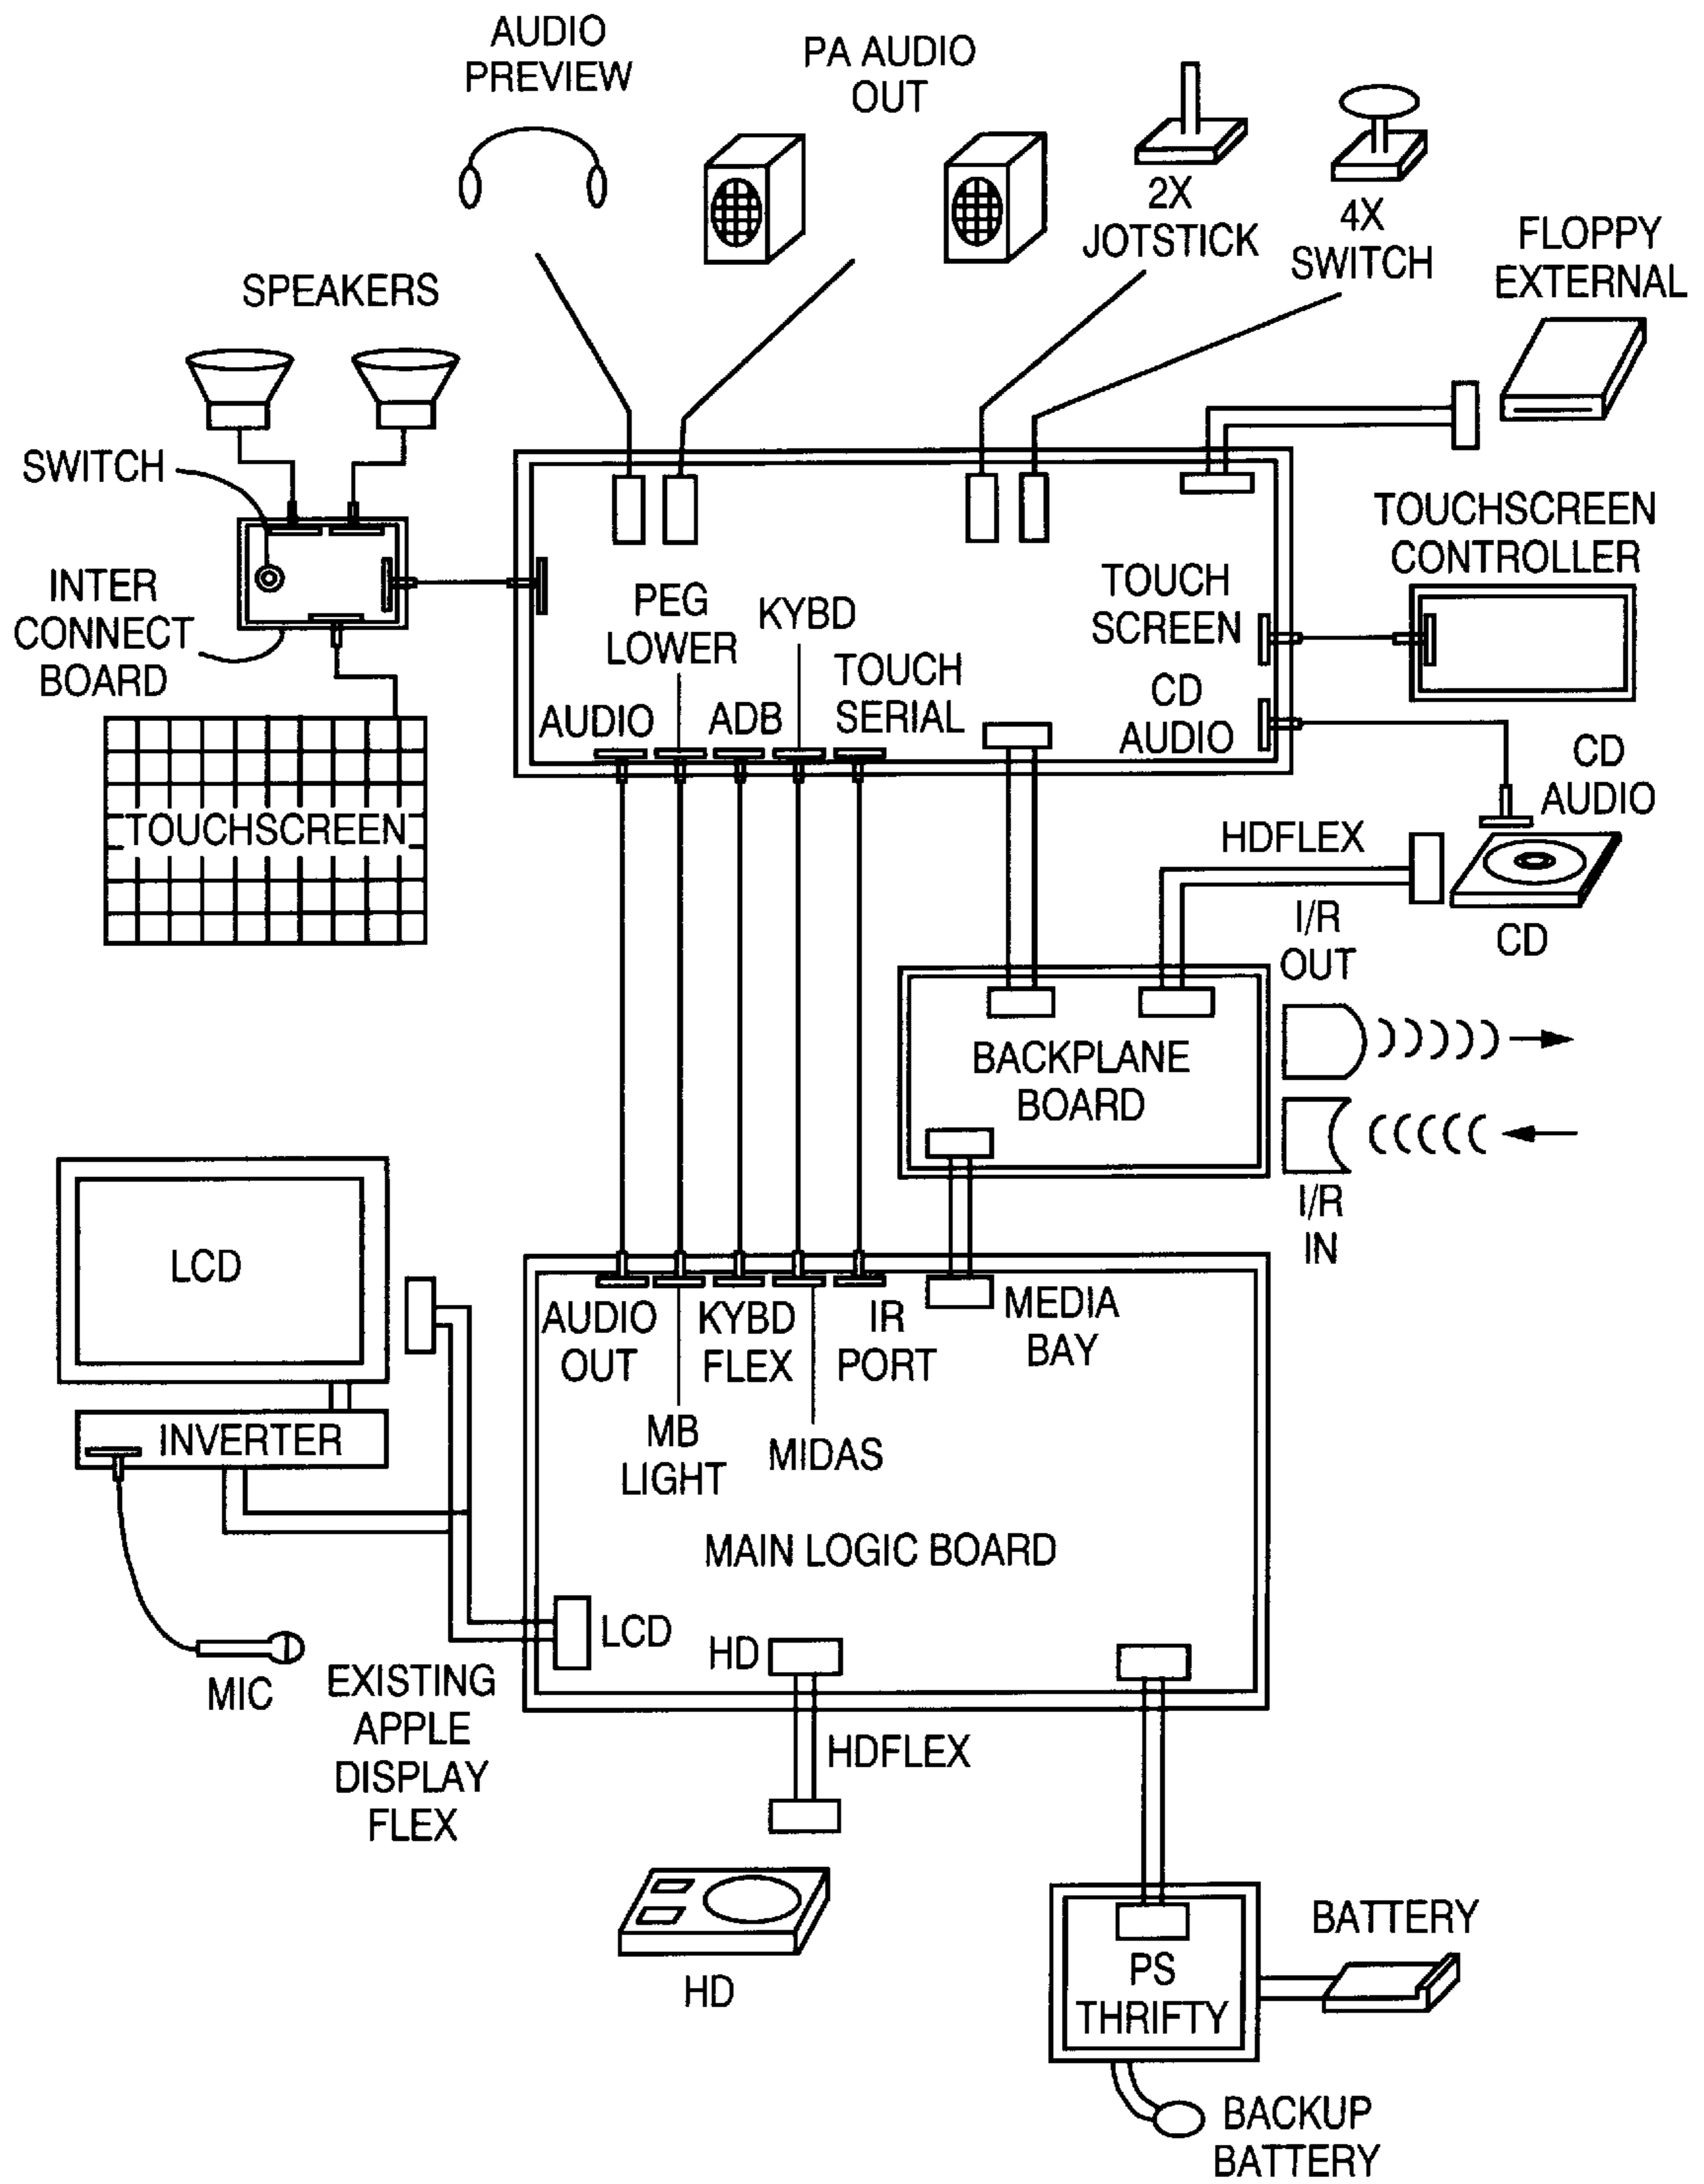 AUDIO
PREVIEW
PA AUDIO
OUT
2X
JOTSTICK
4X
SWITCH
FLOPPY
EXTERNAL
SPEAKERS
SWITCH
INTER
CONNECT
BOARD
TOUCHSCREEN
CONTROLLER
TOUCH
SCREEN
PEG
LOWER
KYBD
TOUCH
SERIAL
AUDIO
ADB
CD
AUDIO
CD
AUDIO
TOUCHSCREEN
HDFLEX
CD
I/R
OUT
BACKPLANE
BOARD
I/R
IN
LCD
INVERTER
MIC
AUDIO
OUT
KYBD
FLEX
IR
PORT
MEDIA
BAY
MB
LIGHT
MIDAS
MAIN LOGIC BOARD
LCD
HD
EXISTING
APPLE
DISPLAY
FLEX
HDFLEX
HD
PS
THRIFTY
BATTERY
BACKUP
BATTERY